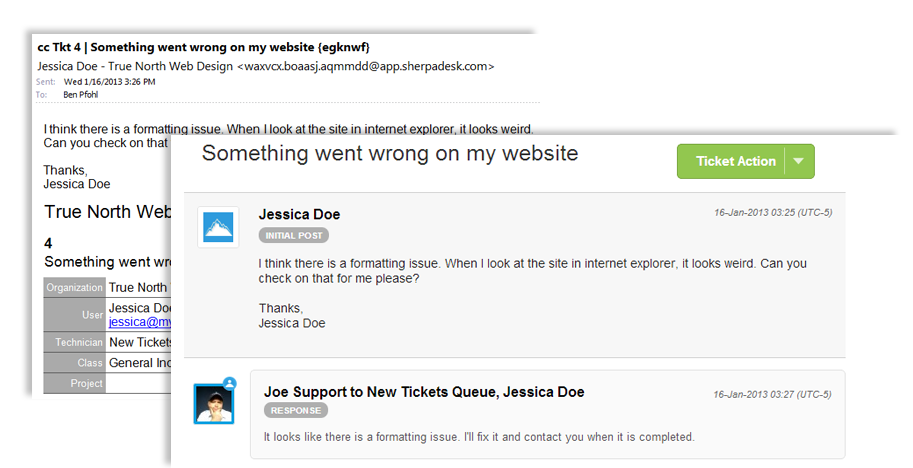 cc Tkt 4 | Something went wrong on my website {egknwf}
Jessica Doe - True North Web Design <waxvcx.boaasj.aqmmdd@app.sherpadesk.com>
Sent: Wed 1/16/2013 3:26 PM
To: Ben Pfohl
I think there is a formatting issue. When I look at the site in internet explorer, it looks weird.
Can you check on that
Thanks,
Jessica Doe
True North Web
4
Something went wr
Organization True North
User Jessica Doe
jessica@my
Technician New Tickets
Class General Inq
Project
Something went wrong on my website
Ticket Action
Jessica Doe
16-Jan-2013 03:25 (UTC-5)
INITIAL POST
I think there is a formatting issue. When I look at the site in internet explorer, it looks weird. Can you
check on that for me please?
Thanks,
Jessica Doe
Joe Support to New Tickets Queue, Jessica Doe
16-Jan-2013 03:27 (UTC-5)
RESPONSE
It looks like there is a formatting issue. I'll fix it and contact you when it is completed.